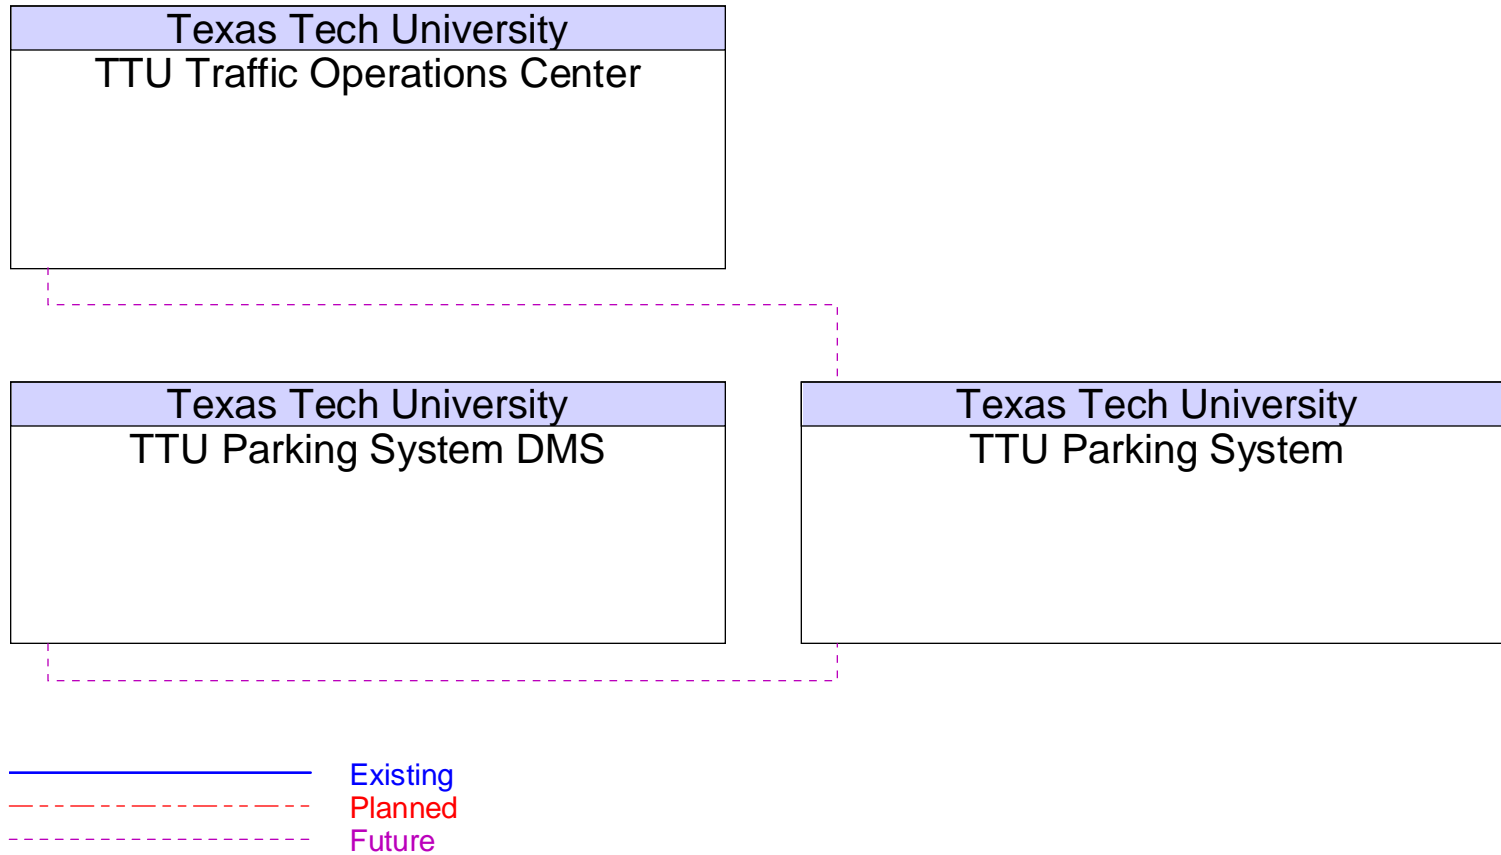 Texas Tech University
TTU Traffic Operations Center
Texas Tech University
TTU Parking System DMS
Texas Tech University
TTU Parking System
Existing
Planned
Future